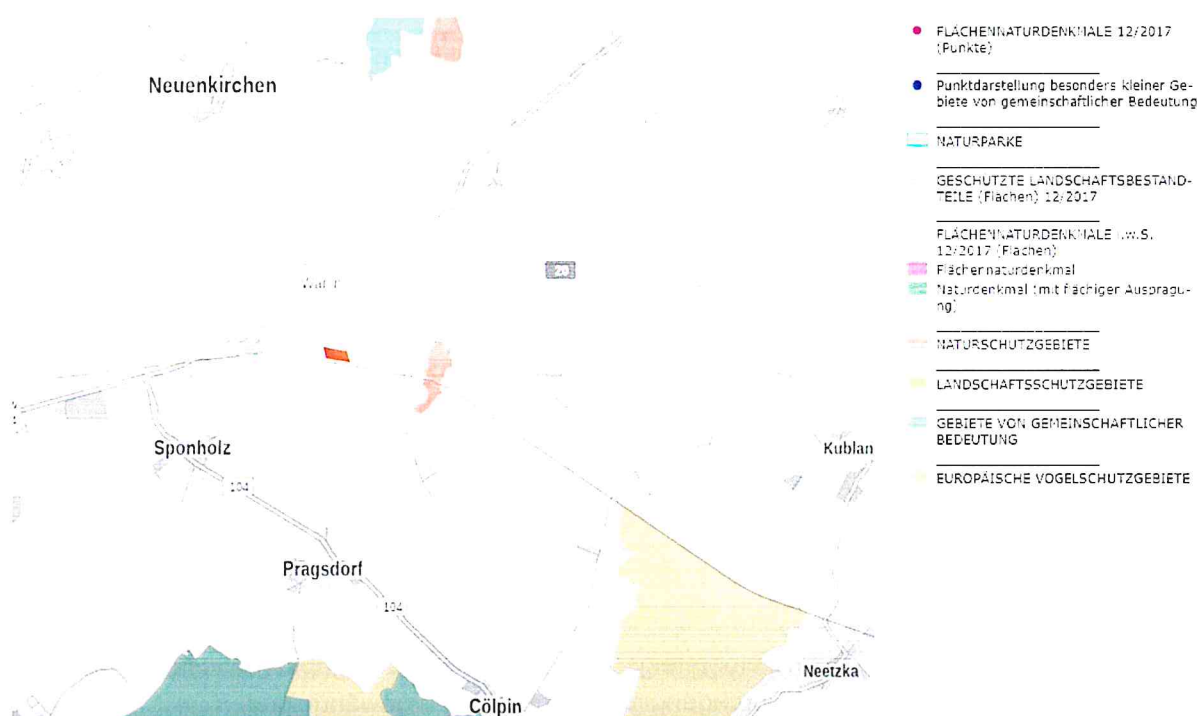 Neuenkirchen
Sponholz
104
Pragsdorf
104
Cölpin
Kublan
Neetzka
20
FLÄCHENNATURDENKMALE 12/2017
(Punkte)
Punktdarstellung besonders kleiner Ge-
biete von gemeinschaftlicher Bedeutung
NATURPARKE
GESCHÜTZTE LANDSCHAFTSBESTAND-
TEILE (Flächen) 12/2017
FLÄCHENNATURDENKMALE i.w.S.
12/2017 (Flächen)
Flächennaturdenkmal
Naturdenkmal (mit flächiger Auspragu-
ng)
NATURSCHUTZGEBIETE
LANDSCHAFTSSCHUTZGEBIETE
GEBIETE VON GEMEINSCHAFTLICHER
BEDEUTUNG
EUROPÄISCHE VOGELSCHUTZGEBIETE